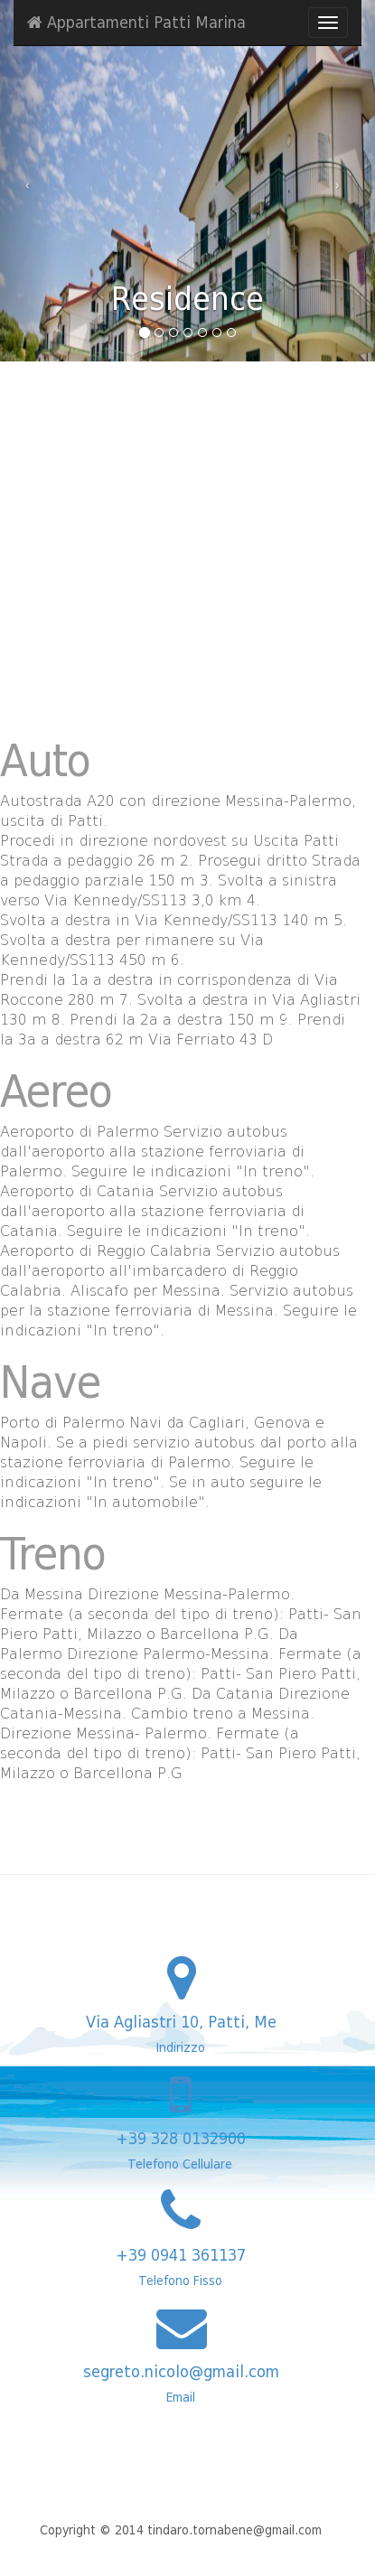 Appartamenti Patti Marina
Residence
Auto
Autostrada A20 con direzione Messina-Palermo,
uscita di Patti.
Procedi in direzione nordovest su Uscita Patti
Strada a pedaggio 26 m 2. Prosegui dritto Strada
a pedaggio parziale 150 m 3. Svolta a sinistra
verso Via Kennedy/SS113 3,0 km 4.
Svolta a destra in Via Kennedy/SS113 140 m 5.
Svolta a destra per rimanere su Via
Kennedy/SS113 450 m 6.
Prendi la 1a a destra in corrispondenza di Via
Roccone 280 m 7. Svolta a destra in Via Agliastri
130 m 8. Prendi la 2a a destra 150 m 9. Prendi
la 3a a destra 62 m Via Ferriato 43 D
Aereo
Aeroporto di Palermo Servizio autobus
dall'aeroporto alla stazione ferroviaria di
Palermo. Seguire le indicazioni "In treno".
Aeroporto di Catania Servizio autobus
dall'aeroporto alla stazione ferroviaria di
Catania. Seguire le indicazioni "In treno".
Aeroporto di Reggio Calabria Servizio autobus
dall'aeroporto all'imbarcadero di Reggio
Calabria. Aliscafo per Messina. Servizio autobus
per la stazione ferroviaria di Messina. Seguire le
indicazioni "In treno".
Nave
Porto di Palermo Navi da Cagliari, Genova e
Napoli. Se a piedi servizio autobus dal porto alla
stazione ferroviaria di Palermo. Seguire le
indicazioni "In treno". Se in auto seguire le
indicazioni "In automobile".
Treno
Da Messina Direzione Messina-Palermo.
Fermate (a seconda del tipo di treno): Patti- San
Piero Patti, Milazzo o Barcellona P.G. Da
Palermo Direzione Palermo-Messina. Fermate (a
seconda del tipo di treno): Patti- San Piero Patti,
Milazzo o Barcellona P.G. Da Catania Direzione
Catania-Messina. Cambio treno a Messina.
Direzione Messina- Palermo. Fermate (a
seconda del tipo di treno): Patti- San Piero Patti,
Milazzo o Barcellona P.G
Via Agliastri 10, Patti, Me
Indirizzo
+39 328 0132900
Telefono Cellulare
+39 0941 361137
Telefono Fisso
segreto.nicolo@gmail.com
Email
Copyright © 2014 tindaro.tornabene@gmail.com